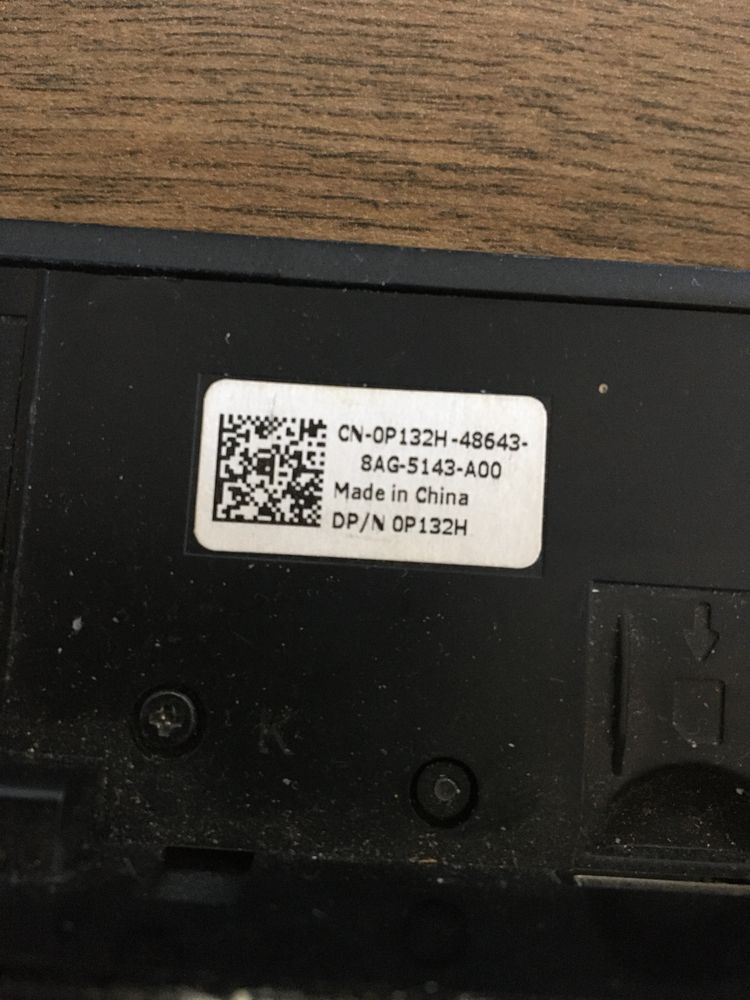 CN-0P132H-48643-
8AG-5143-A00
Made in China
DP/N 0P132H
K